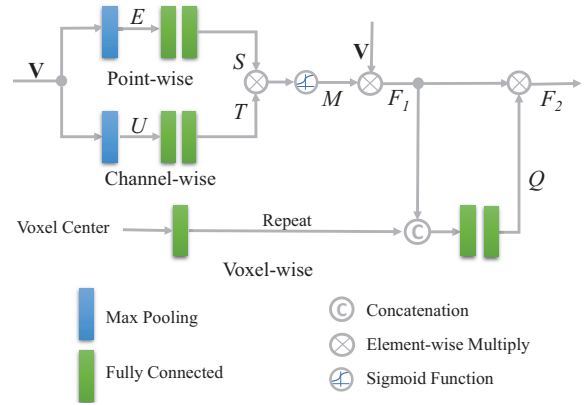 E
V
Point-wise
S
V
M
F1
F2
T
U
Channel-wise
Q
Voxel Center
Repeat
C
Voxel-wise
Max Pooling
Fully Connected
C
Concatenation
Element-wise Multiply
Sigmoid Function